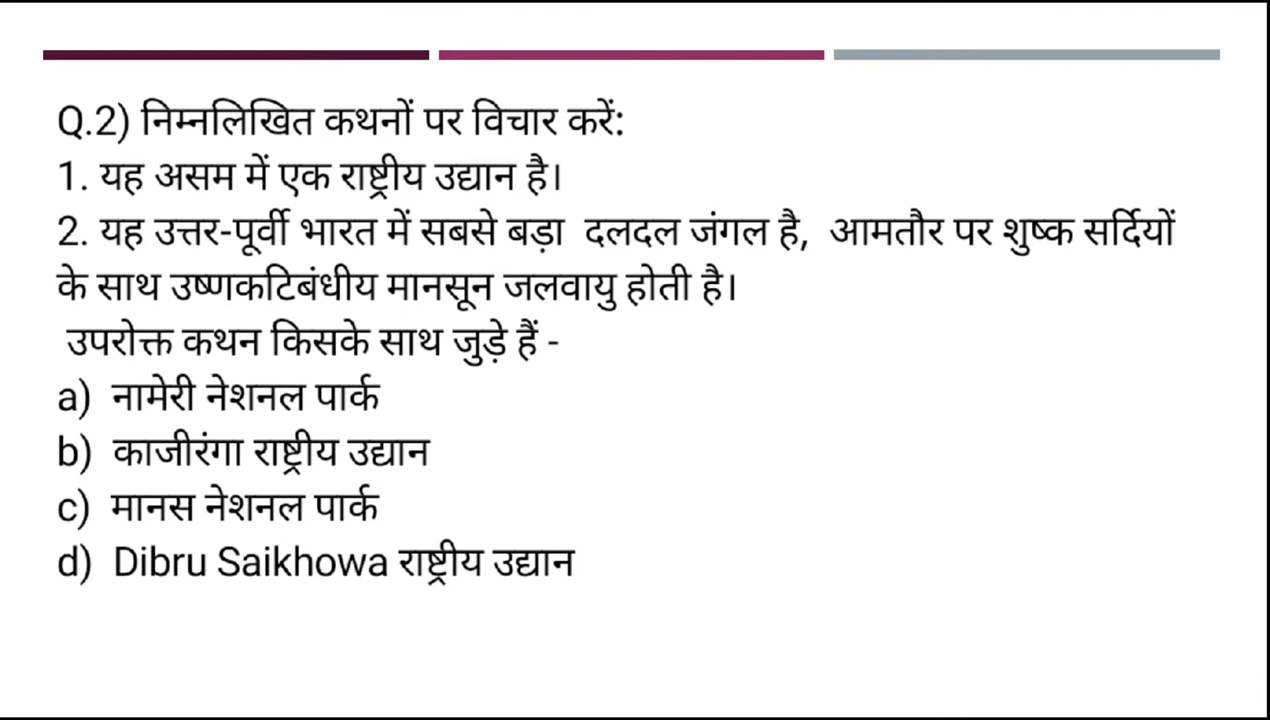 Q.2) निम्नलिखित कथनों पर विचार करें:
1. यह असम में एक राष्ट्रीय उद्यान है।
2. यह उत्तर-पूर्वी भारत में सबसे बड़ा दलदल जंगल है, आमतौर पर शुष्क सर्दियों
के साथ उष्णकटिबंधीय मानसून जलवायु होती है।
उपरोक्त कथन किसके साथ जुड़े हैं -
a) नामेरी नेशनल पार्क
b) काजीरंगा राष्ट्रीय उद्यान
c) मानस नेशनल पार्क
d) Dibru Saikhowa राष्ट्रीय उद्यान